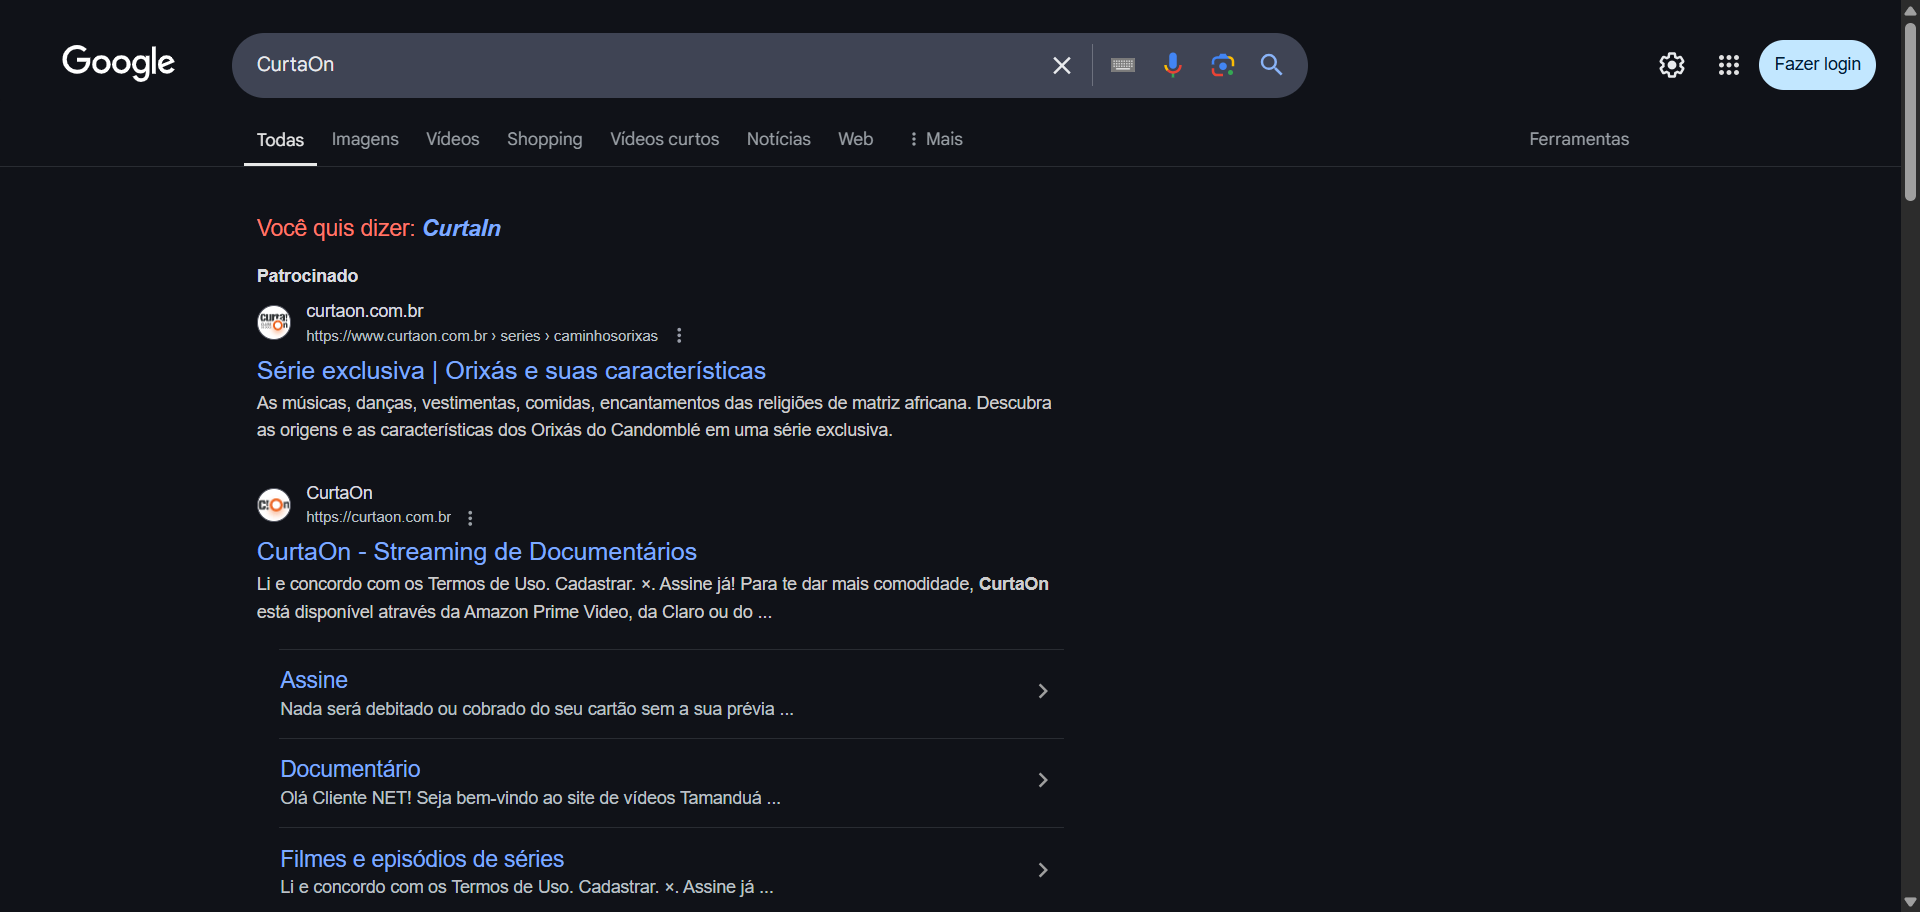 Google
CurtaOn
Fazer login
Todas
Imagens
Vídeos
Shopping
Vídeos curtos
Notícias
Web
Mais
Ferramentas
Você quis dizer: CurtaIn
Patrocinado
curtaon.com.br
https://www.curtaon.com.br › series › caminhosorixas
Série exclusiva | Orixás e suas características
As músicas, danças, vestimentas, comidas, encantamentos das religiões de matriz africana. Descubra
as origens e as características dos Orixás do Candomblé em uma série exclusiva.
CurtaOn
https://curtaon.com.br
CurtaOn - Streaming de Documentários
Li e concordo com os Termos de Uso. Cadastrar. ×. Assine já! Para te dar mais comodidade, CurtaOn
está disponível através da Amazon Prime Video, da Claro ou do ...
Assine
Nada será debitado ou cobrado do seu cartão sem a sua prévia ...
Documentário
Olá Cliente NET! Seja bem-vindo ao site de vídeos Tamanduá ...
Filmes e episódios de séries
Li e concordo com os Termos de Uso. Cadastrar. ×. Assine já ...